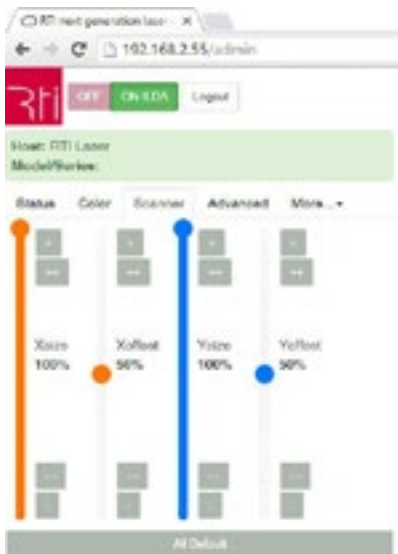 RTI next generation laser
192.168.2.55/admin
RTI
OFF
ON ILDA
Logout
Host: RTI Laser
Model/Series:
Status Color Scanner Advanced More...
+ + + +
++ ++ ++ ++
Xsize Xoffset Ysize Yoffset
100% 50% 100% 50%
-- -- -- --
- - - -
All Default